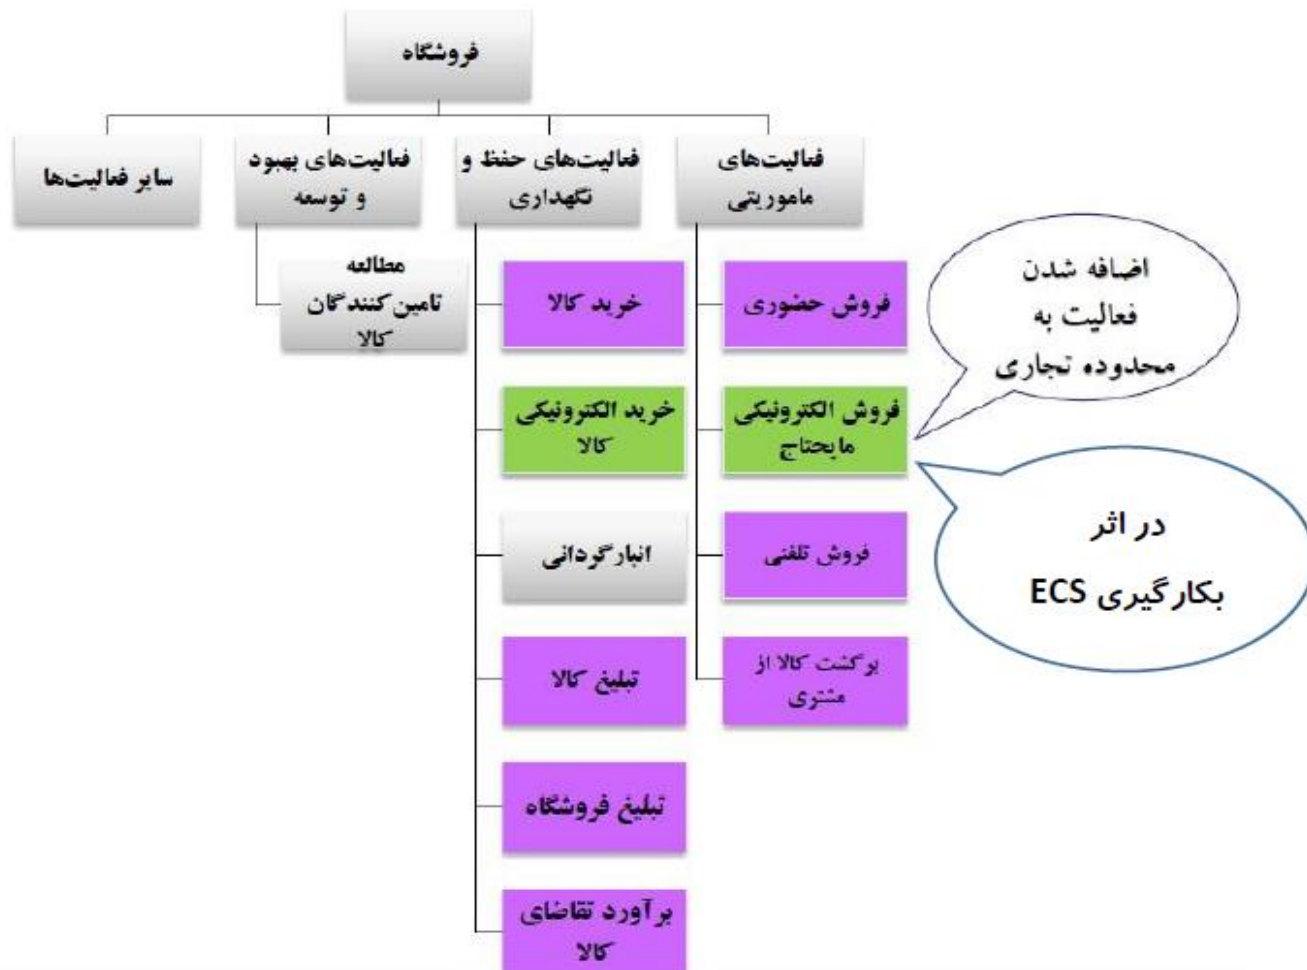 فروشگاه
فعالیت‌های
ماموریتی
فعالیت‌های حفظ و
نگهداری
فعالیت‌های بهبود
و توسعه
سایر فعالیت‌ها
فروش حضوری
فروش الکترونیکی
مایحتاج
فروش تلفنی
برگشت کالا از
مشتری
خرید کالا
خرید الکترونیکی
کالا
انبارگردانی
تبلیغ کالا
تبلیغ فروشگاه
برآورد تقاضای
کالا
مطالعه
تامین‌کنندگان
کالا
اضافه شدن
فعالیت به
محدوده تجاری
در اثر
بکارگیری ECS